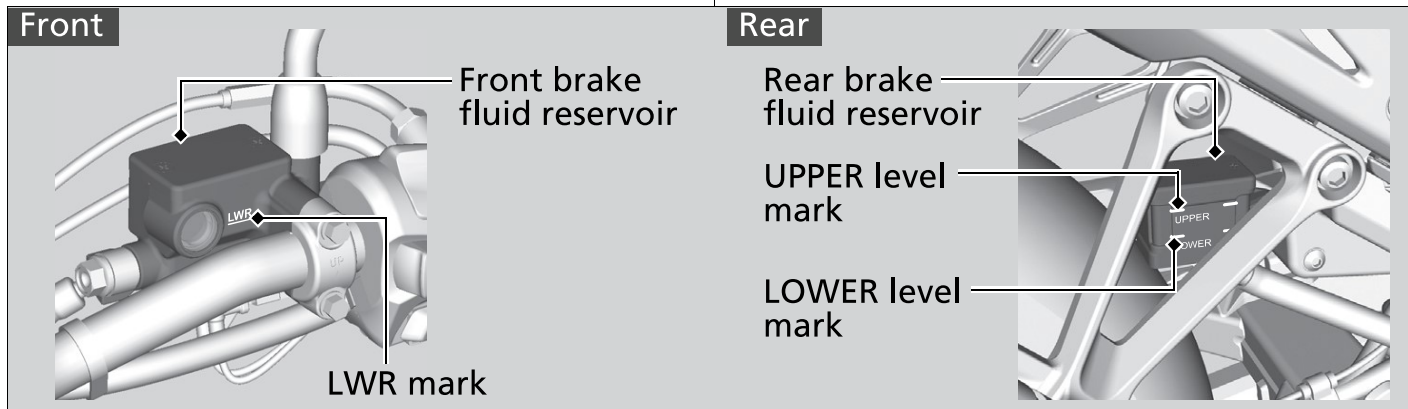 Front
Front brake
fluid reservoir
LWR
UP
LWR mark
Rear
Rear brake
fluid reservoir
UPPER level
mark
UPPER
LOWER
LOWER level
mark